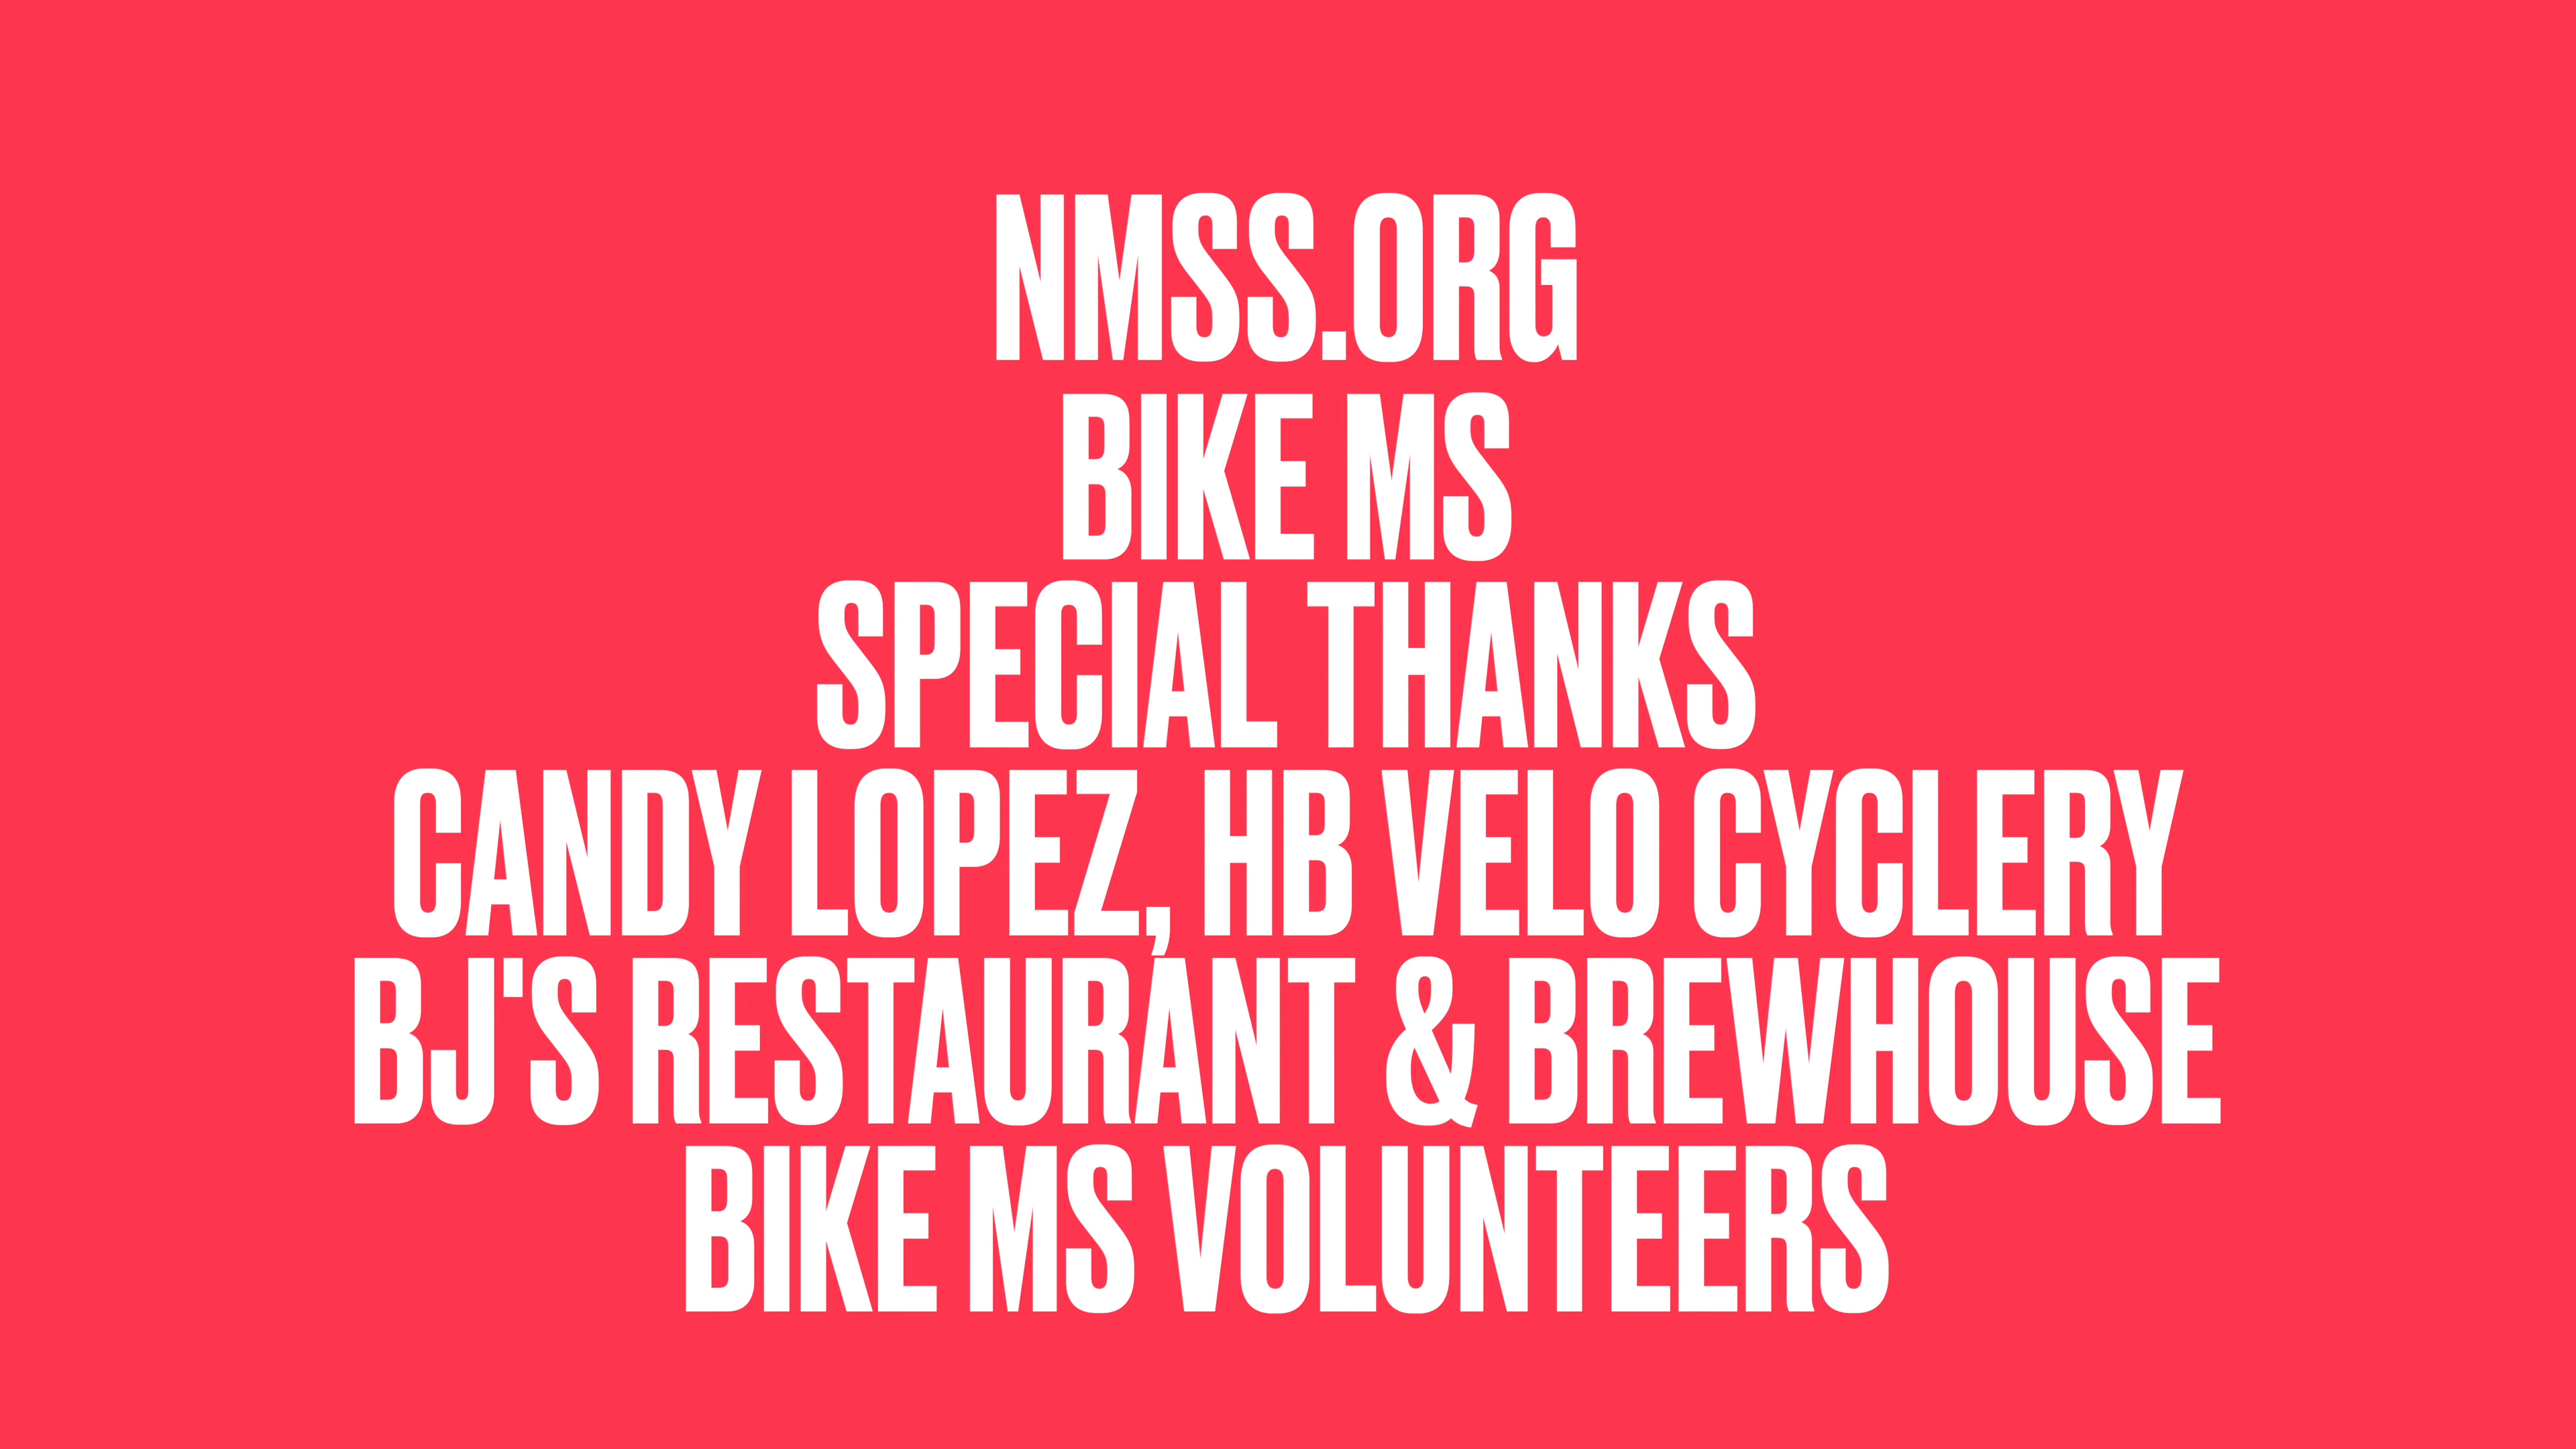 NMSS.ORG
BIKE MS
SPECIAL THANKS
CANDY LOPEZ, HB VELO CYCLERY
BJ'S RESTAURANT & BREWHOUSE
BIKE MS VOLUNTEERS